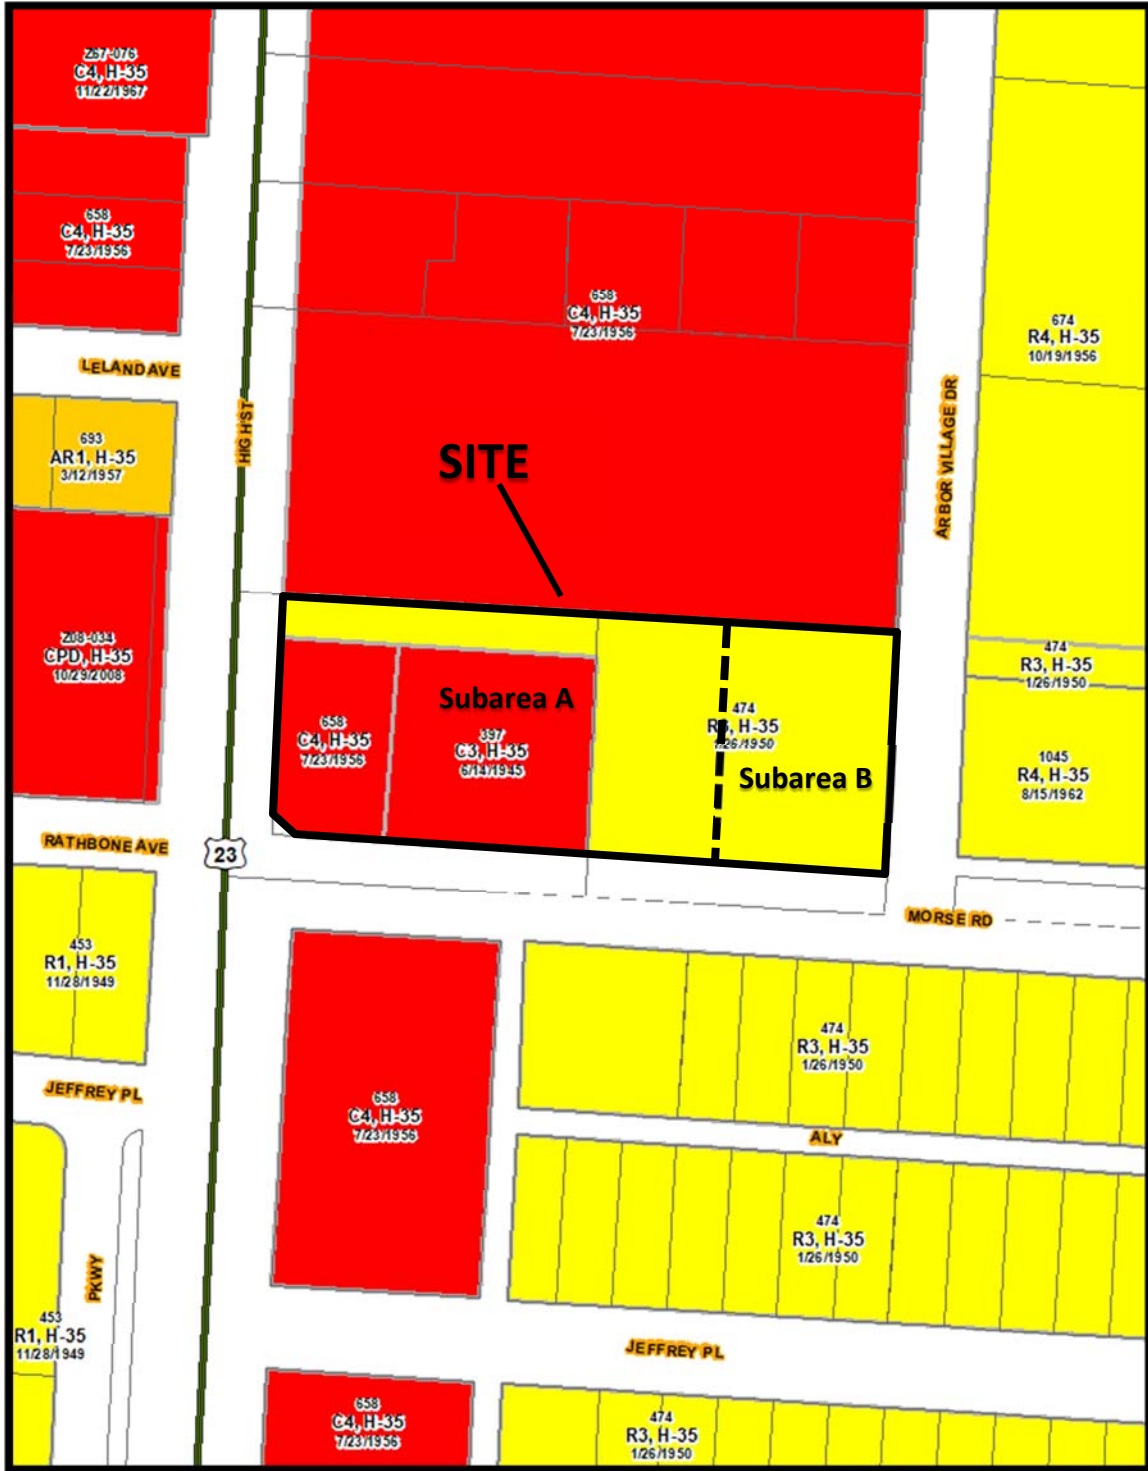 Z67-076
C4, H-35
11/22/1967
658
C4, H-35
7/23/1956
LELAND AVE
693
AR1, H-35
3/12/1957
HIGH ST
658
C4, H-35
7/23/1956
674
R4, H-35
10/19/1956
ARBOR VILLAGE DR
SITE
Z08-034
CPD, H-35
10/29/2008
658
C4, H-35
7/23/1956
Subarea A
397
C3, H-35
6/14/1945
474
R3, H-35
1/26/1950
Subarea B
474
R3, H-35
1/26/1950
1045
R4, H-35
8/15/1962
RATHBONE AVE
23
MORSE RD
453
R1, H-35
11/28/1949
474
R3, H-35
1/26/1950
JEFFREY PL
658
C4, H-35
7/23/1956
ALY
474
R3, H-35
1/26/1950
PKWY
453
R1, H-35
11/28/1949
JEFFREY PL
658
C4, H-35
7/23/1956
474
R3, H-35
1/26/1950